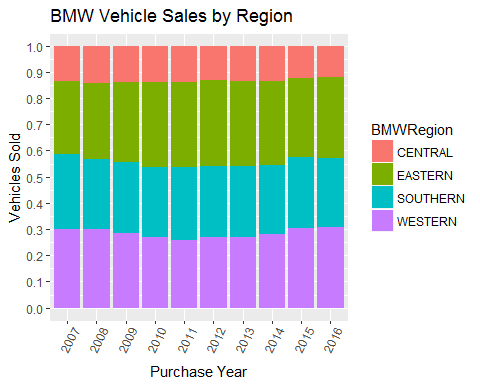 BMW Vehicle Sales by Region
Vehicles Sold
1.0
0.9
0.8
0.7
0.6
0.5
0.4
0.3
0.2
0.1
0.0
2007 2008 2009 2010 2011 2012 2013 2014 2015 2016
Purchase Year
BMWRegion
CENTRAL
EASTERN
SOUTHERN
WESTERN